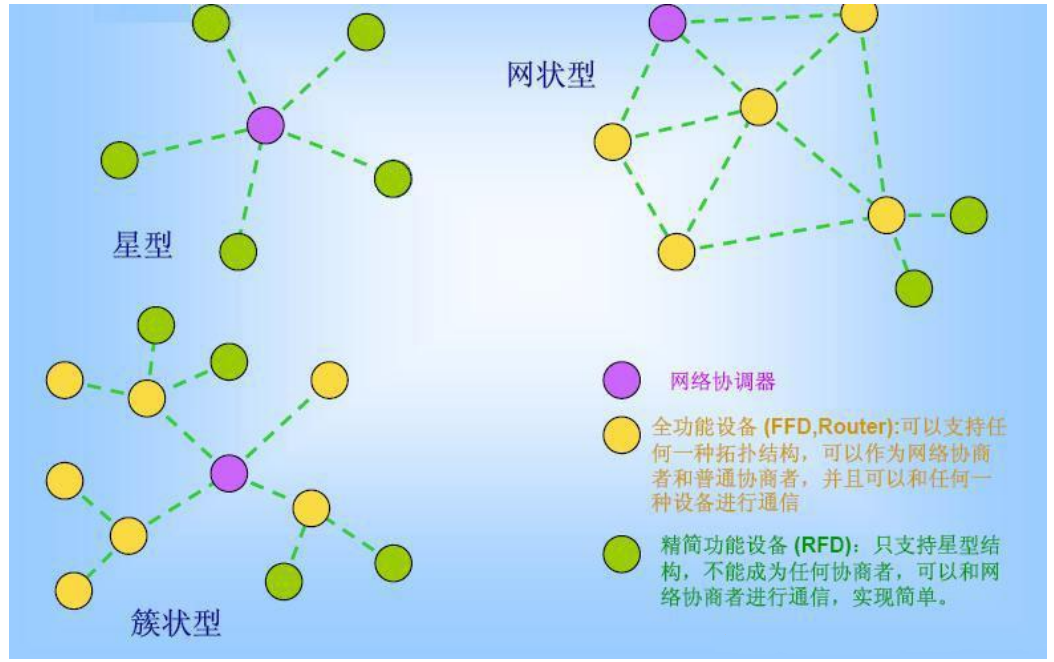 网状型
星型
网络协调器
全功能设备 (FFD,Router):可以支持任
何一种拓扑结构，可以作为网络协商
者和普通协商者，并且可以和任何一
种设备进行通信
精简功能设备 (RFD)：只支持星型结
构，不能成为任何协商者，可以和网
络协商者进行通信，实现简单。
簇状型